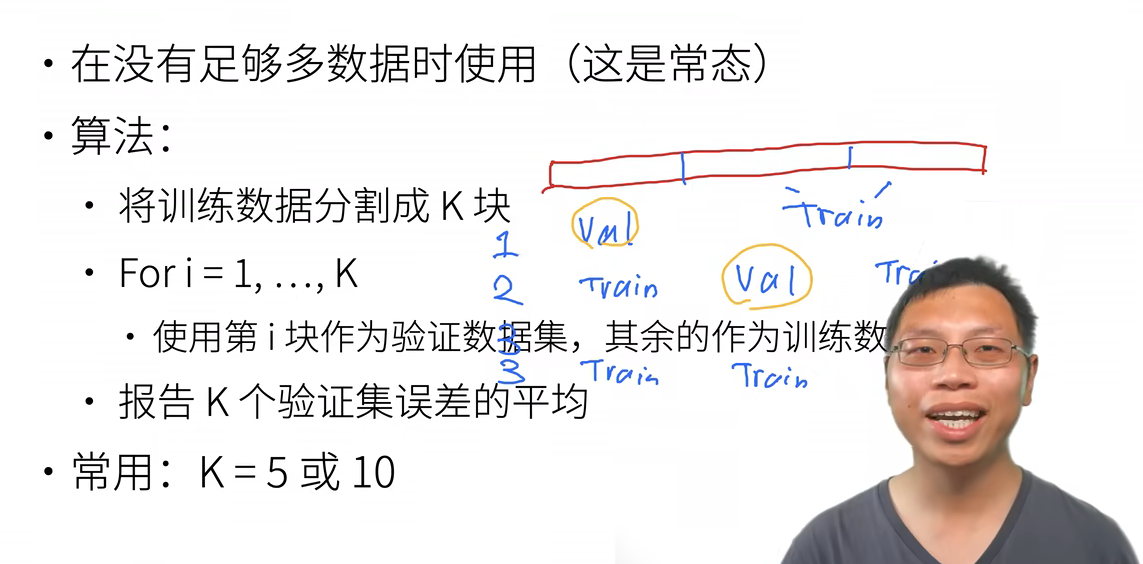 • 在没有足够多数据时使用（这是常态）
• 算法：
• 将训练数据分割成 K 块
Val Train
1
• For i = 1, …, K
2 Train Val
• 使用第 i 块作为验证数据集，其余的作为训练数
3
3 Train Train
• 报告 K 个验证集误差的平均
• 常用：K = 5 或 10